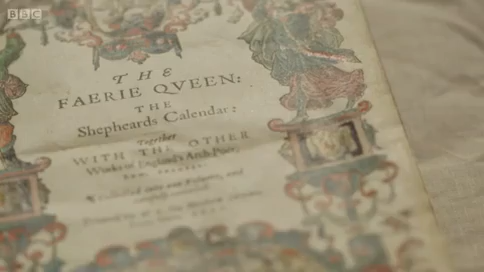 BBC
THE
FAERIE QVEEN:
THE
Shepheards Calendar:
Together
WITH THE OTHER
Works of England's Arch-Poët,